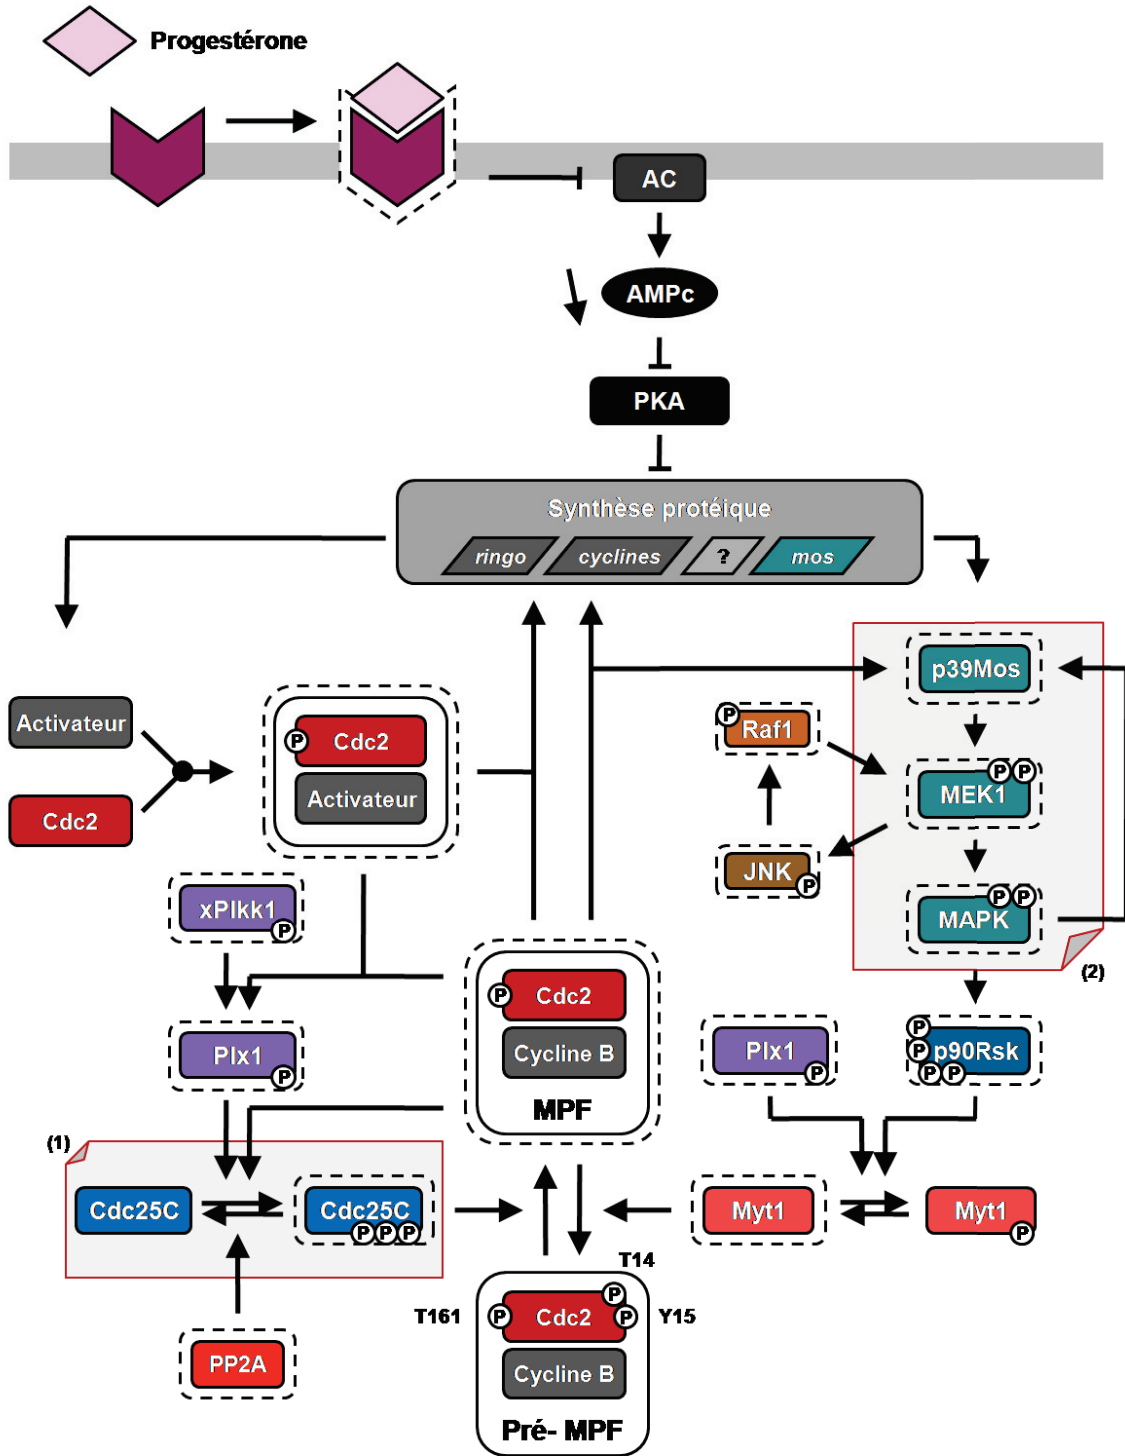 Progestérone
AC
AMPc
PKA
Synthèse protéique
ringo
cyclines
?
mos
Activateur
Cdc2
P
Cdc2
Activateur
p39Mos
P
Raf1
P P
MEK1
JNK
P
P P
MAPK
(2)
xPlkk1
P
Plx1
P
P
Cdc2
Cycline B
MPF
Plx1
P
P
P
p90Rsk
P P
(1)
Cdc25C
Cdc25C
P P P
Myt1
Myt1
P
PP2A
T14
T161
P
Cdc2
P
P
Y15
Cycline B
Pré- MPF